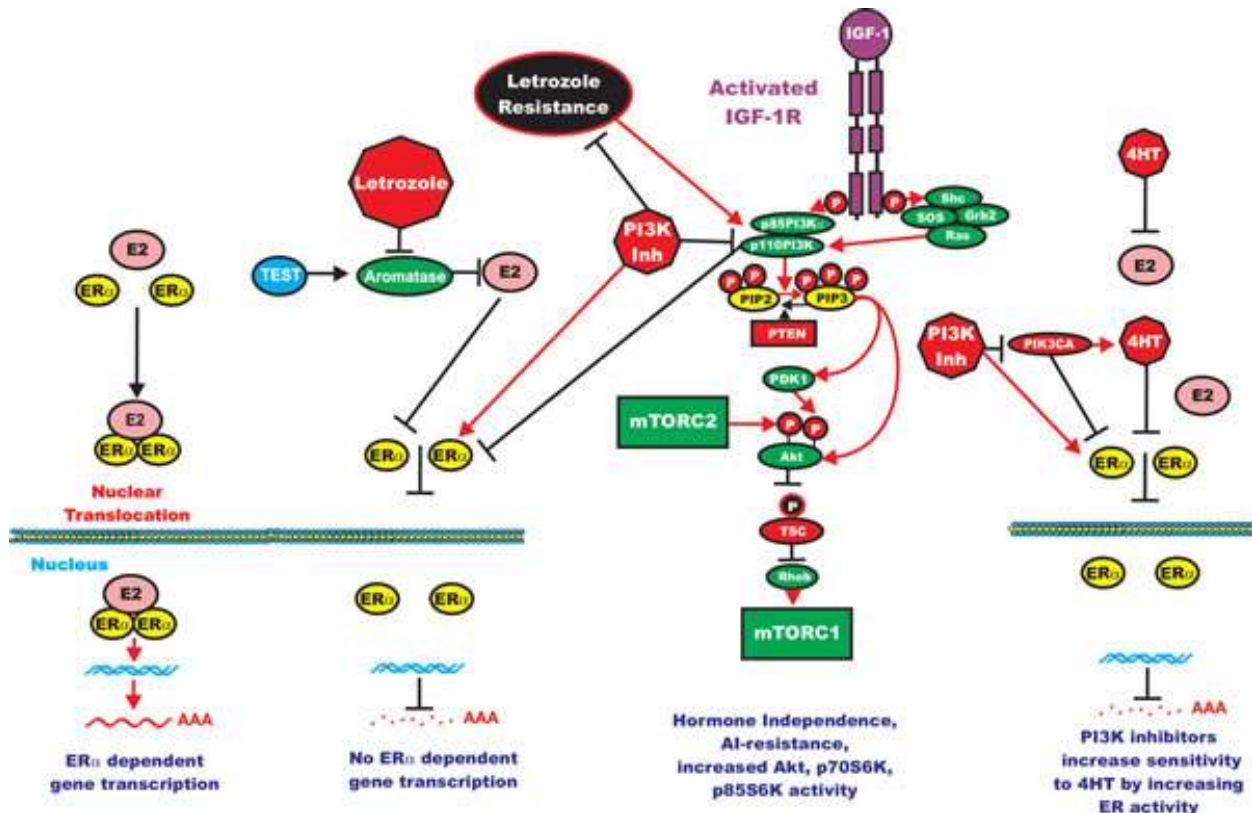 IGF-1
Letrozole
Resistance
Activated
IGF-1R
4HT
Letrozole
P
P
Shc
SOS
Grk2
Ras
p85PI3K
p110PI3K
E2
PI3K
Inh
E2
TEST
Aromatase
E2
ERα
ERα
P
P
P
P
P
PIP2
PIP3
PTEN
PI3K
Inh
PIK3CA
4HT
PDK1
E2
E2
mTORC2
P
P
ERα
ERα
ERα
ERα
Akt
ERα
ERα
Nuclear
Translocation
P
TSC
Nucleus
E2
Rheb
ERα
ERα
ERα
ERα
ERα
ERα
mTORC1
AAA
AAA
AAA
ERα dependent
gene transcription
No ERα dependent
gene transcription
Hormone Independence,
AI-resistance,
increased Akt, p70S6K,
p85S6K activity
PI3K inhibitors
increase sensitivity
to 4HT by increasing
ER activity